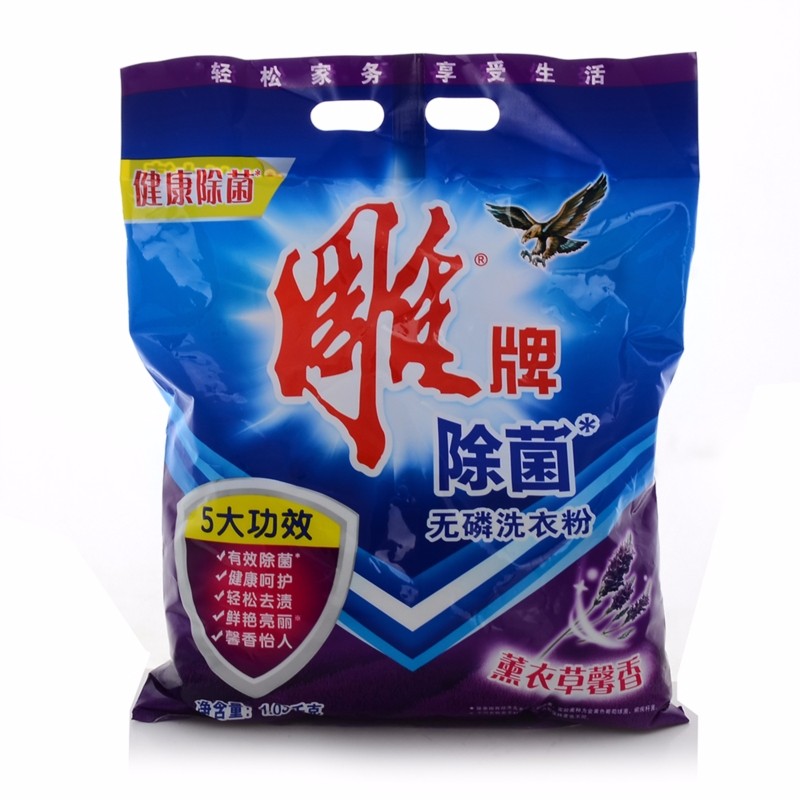 轻松家务 享受生活
健康除菌*
雕®
牌
除菌*
无磷洗衣粉
5大功效
✓有效除菌*
✓健康呵护
✓轻松去渍
✓鲜艳亮丽*
✓馨香怡人
薰衣草馨香
净含量:
千克